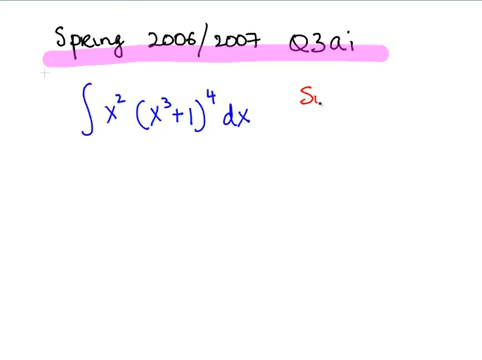 Spring 2006/2007 Q3ai
∫ x² (x³+1)⁴ dx